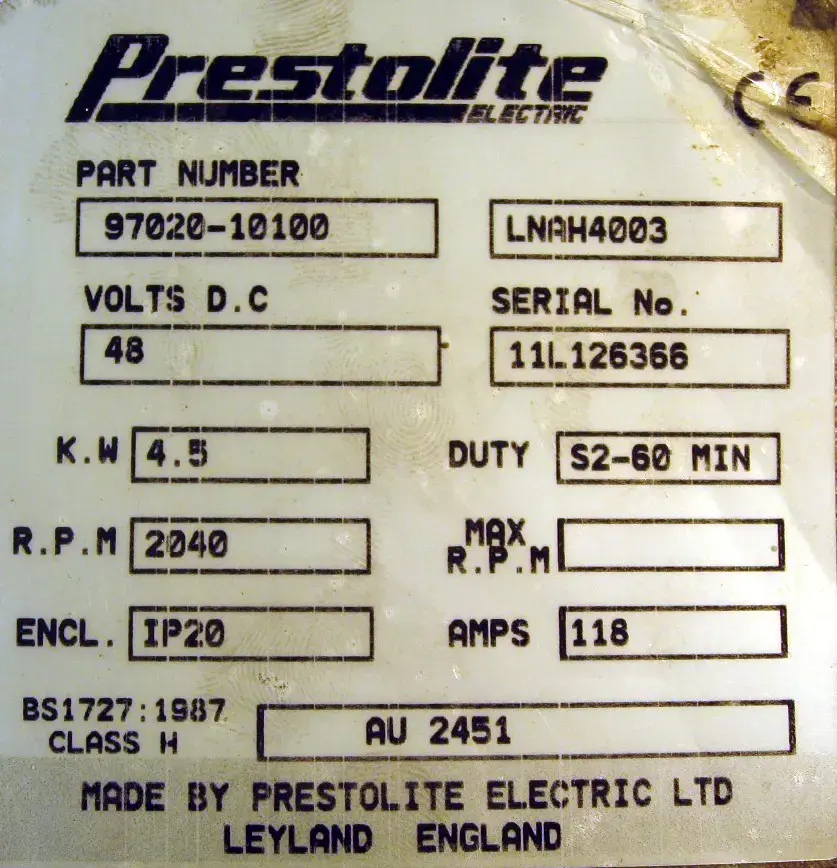 Prestolite
ELECTRIC
CE
PART NUMBER
97020-10100 LNAH4003
VOLTS D.C SERIAL No.
48 11L126366
K.W 4.5 DUTY S2-60 MIN
R.P.M 2040 MAX R.P.M
ENCL. IP20 AMPS 118
BS1727:1987
CLASS H AU 2451
MADE BY PRESTOLITE ELECTRIC LTD
LEYLAND ENGLAND